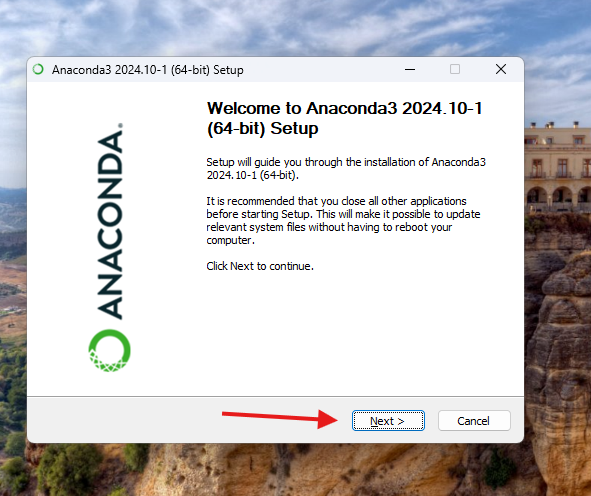 Anaconda3 2024.10-1 (64-bit) Setup
ANACONDA.
Welcome to Anaconda3 2024.10-1
(64-bit) Setup
Setup will guide you through the installation of Anaconda3
2024.10-1 (64-bit).
It is recommended that you close all other applications
before starting Setup. This will make it possible to update
relevant system files without having to reboot your
computer.
Click Next to continue.
Next >
Cancel